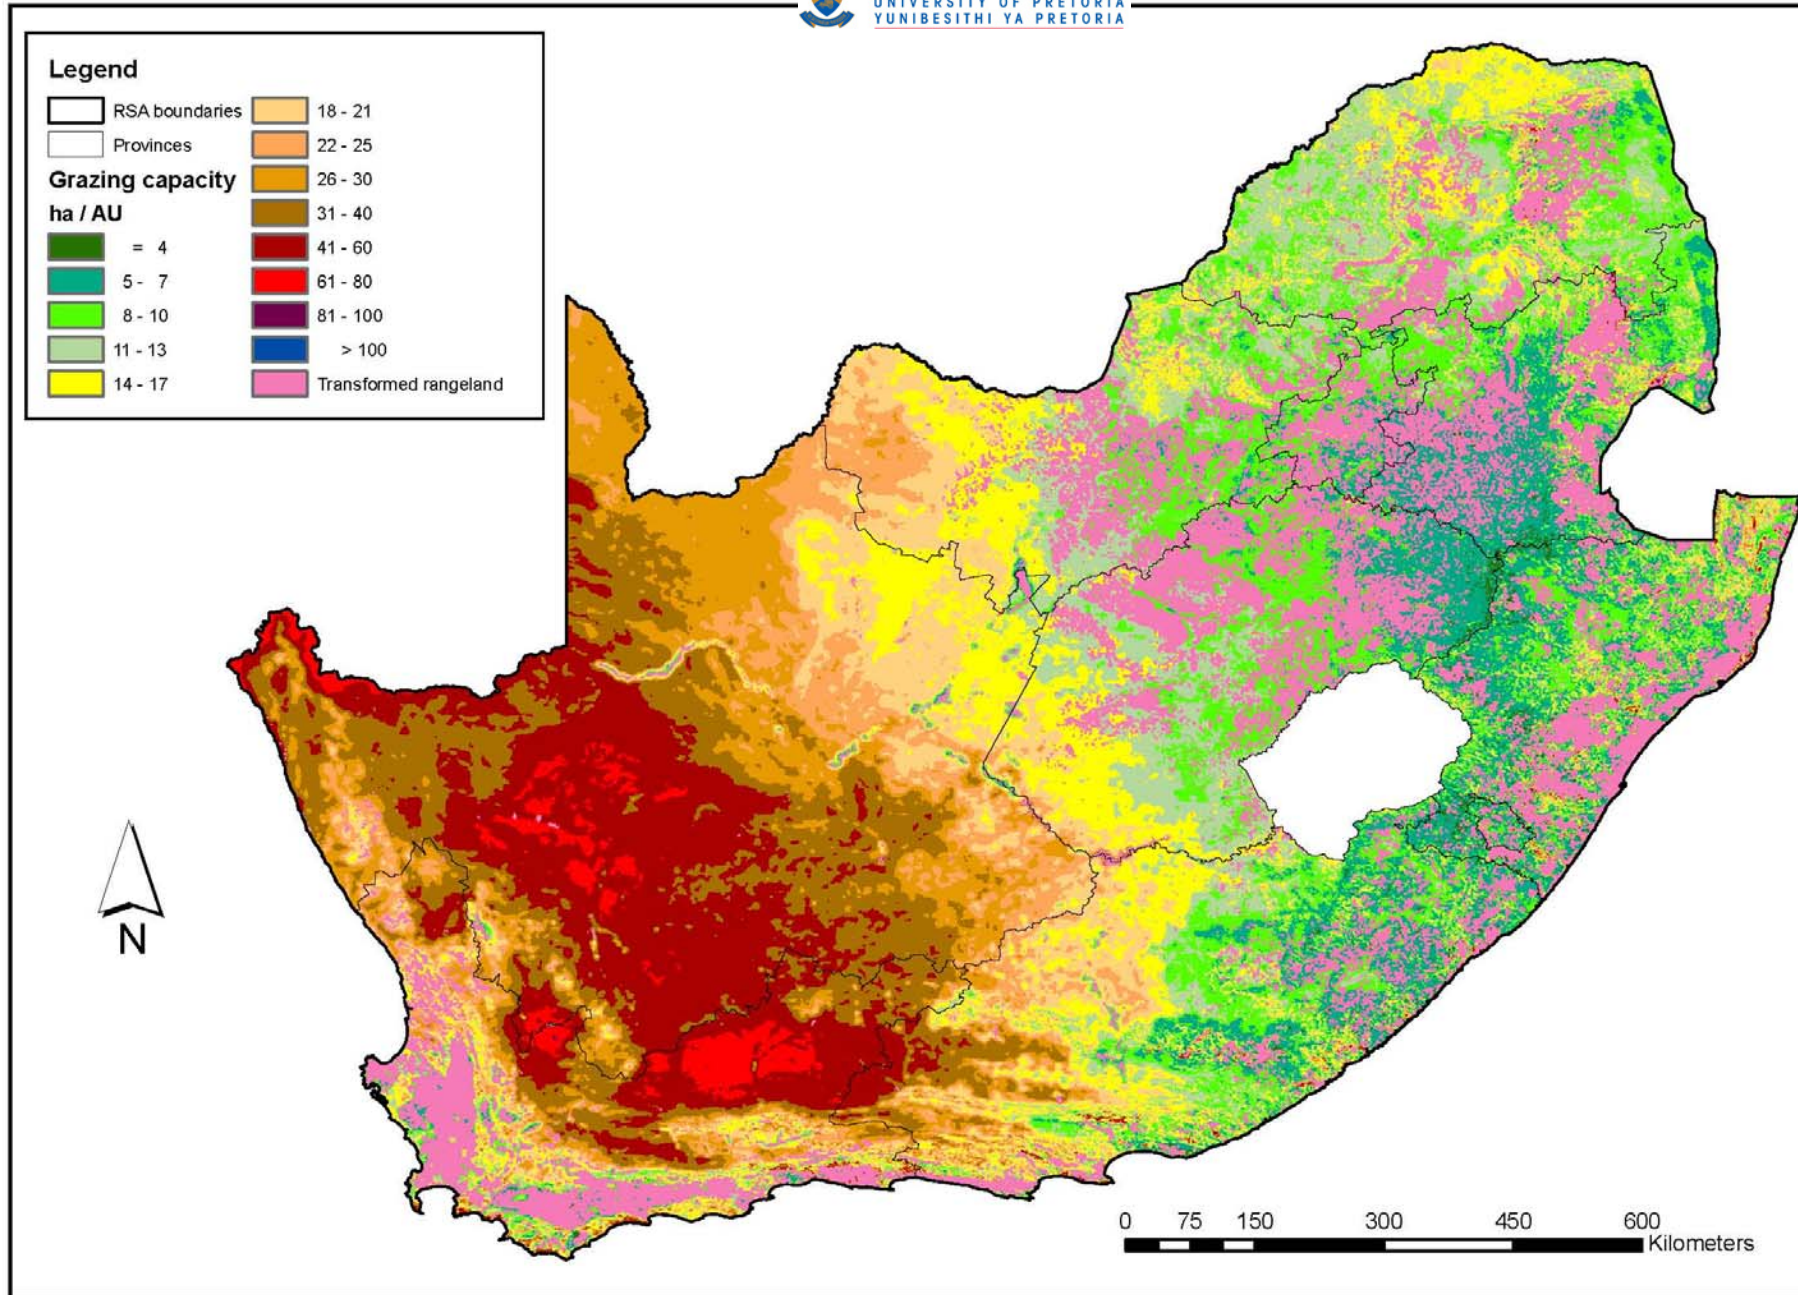 UNIVERSITY OF PRETORIA
YUNIBESITHI YA PRETORIA
Legend
RSA boundaries
Provinces
Grazing capacity
ha / AU
= 4
5 - 7
8 - 10
11 - 13
14 - 17
18 - 21
22 - 25
26 - 30
31 - 40
41 - 60
61 - 80
81 - 100
> 100
Transformed rangeland
N
0 75 150 300 450 600
Kilometers